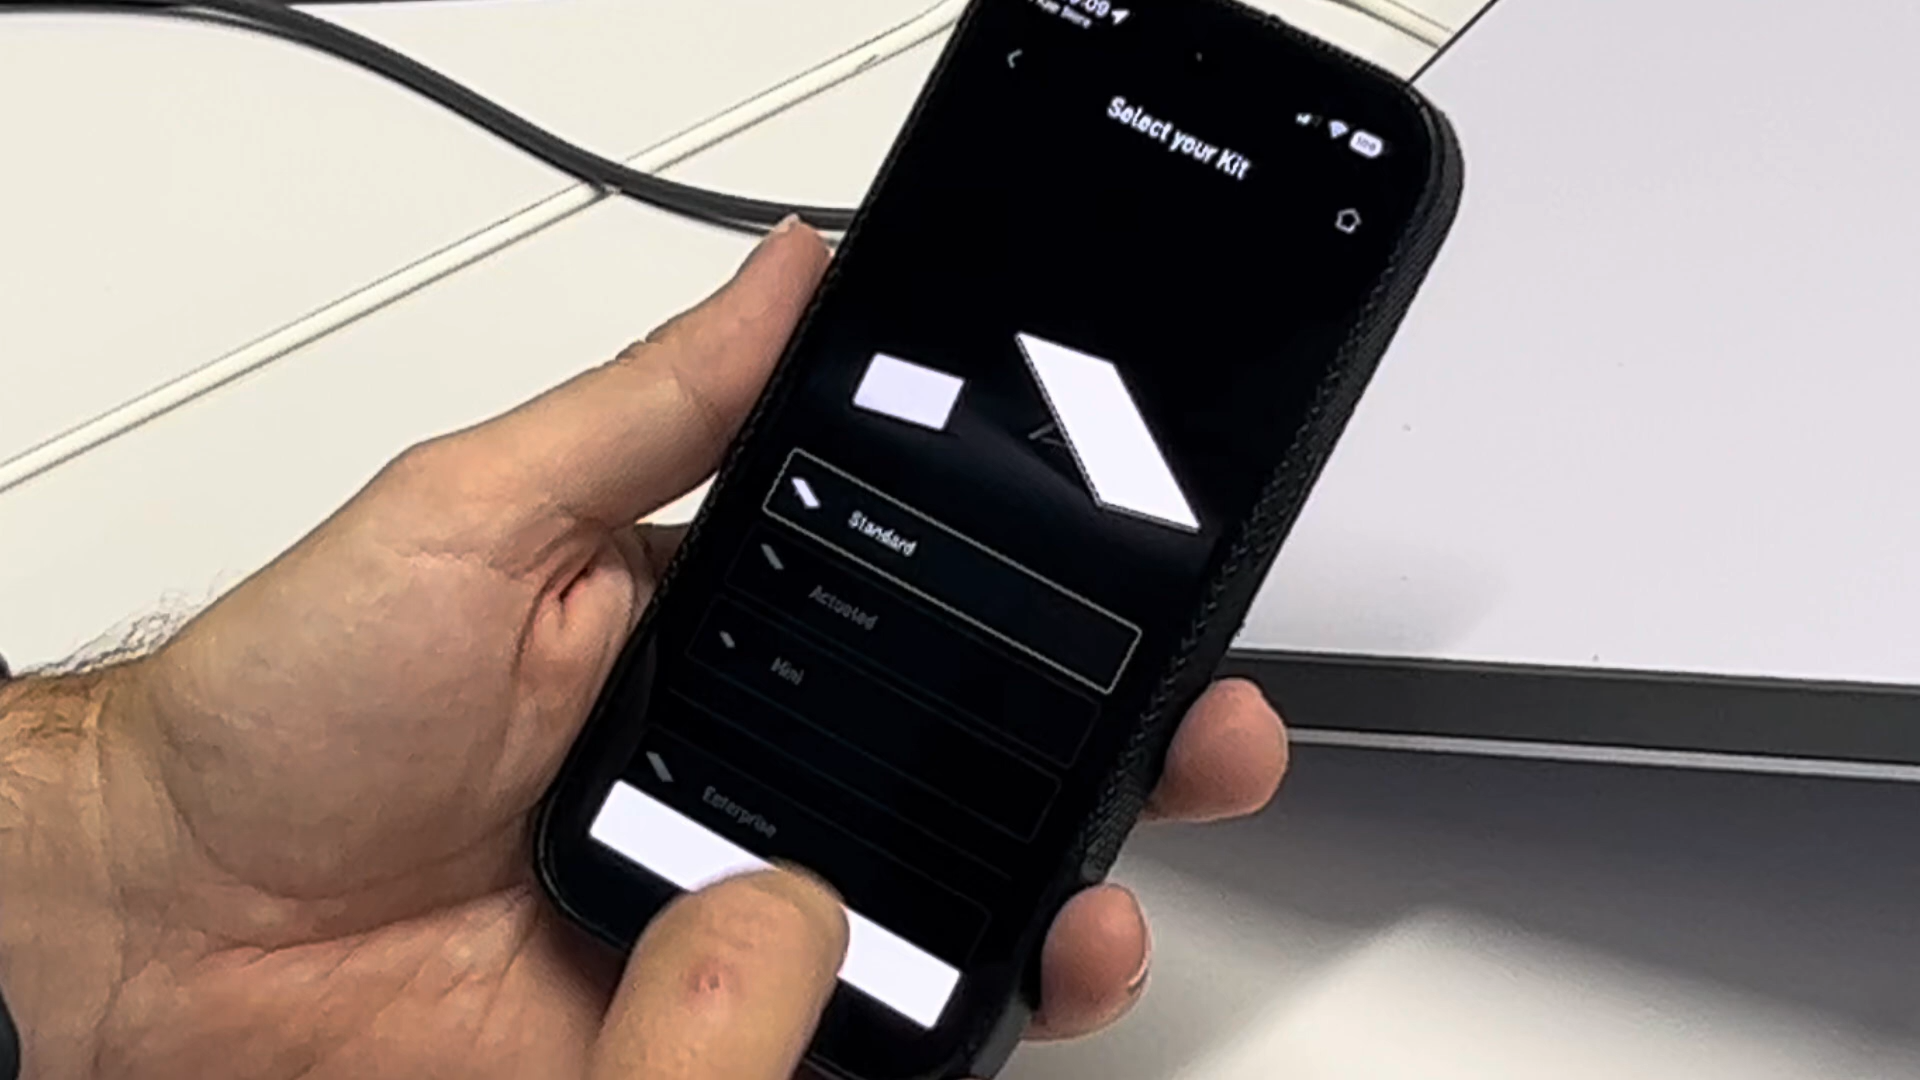 Select your Kit
Standard
Actuated
Mini
Enterprise